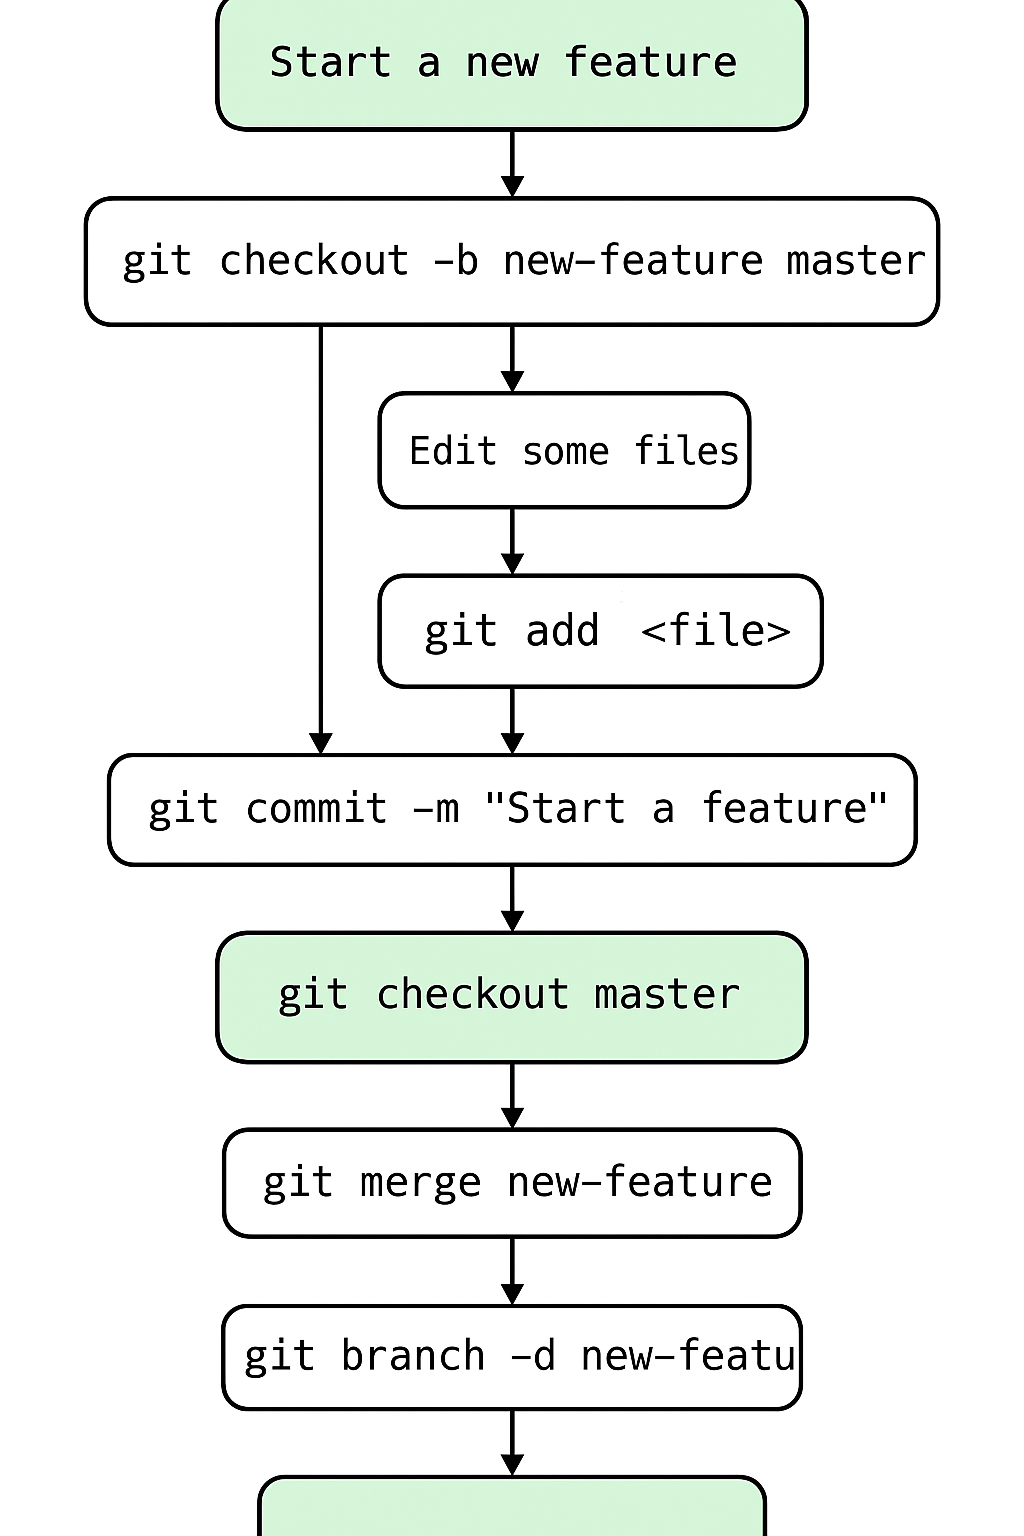 Start a new feature
git checkout -b new-feature master
Edit some files
git add <file>
git commit -m "Start a feature"
git checkout master
git merge new-feature
git branch -d new-featu